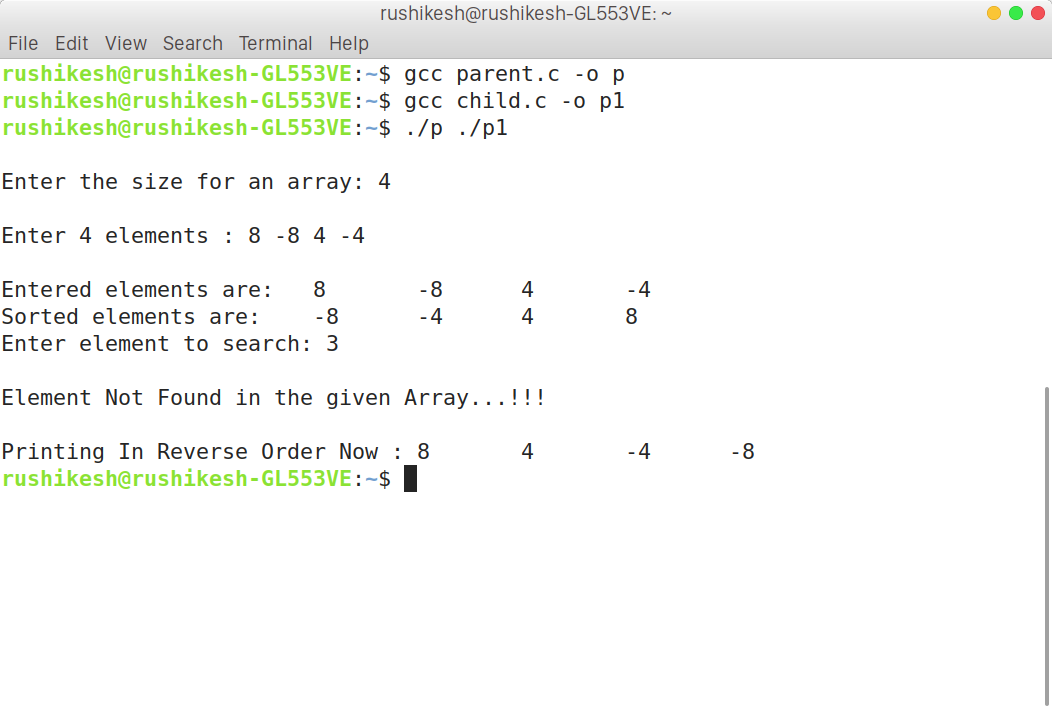 rushikesh@rushikesh-GL553VE: ~
File Edit View Search Terminal Help
rushikesh@rushikesh-GL553VE:~$ gcc parent.c -o p
rushikesh@rushikesh-GL553VE:~$ gcc child.c -o p1
rushikesh@rushikesh-GL553VE:~$ ./p ./p1
Enter the size for an array: 4
Enter 4 elements : 8 -8 4 -4
Entered elements are: 8 -8 4 -4
Sorted elements are: -8 -4 4 8
Enter element to search: 3
Element Not Found in the given Array...!!!
Printing In Reverse Order Now : 8 4 -4 -8
rushikesh@rushikesh-GL553VE:~$